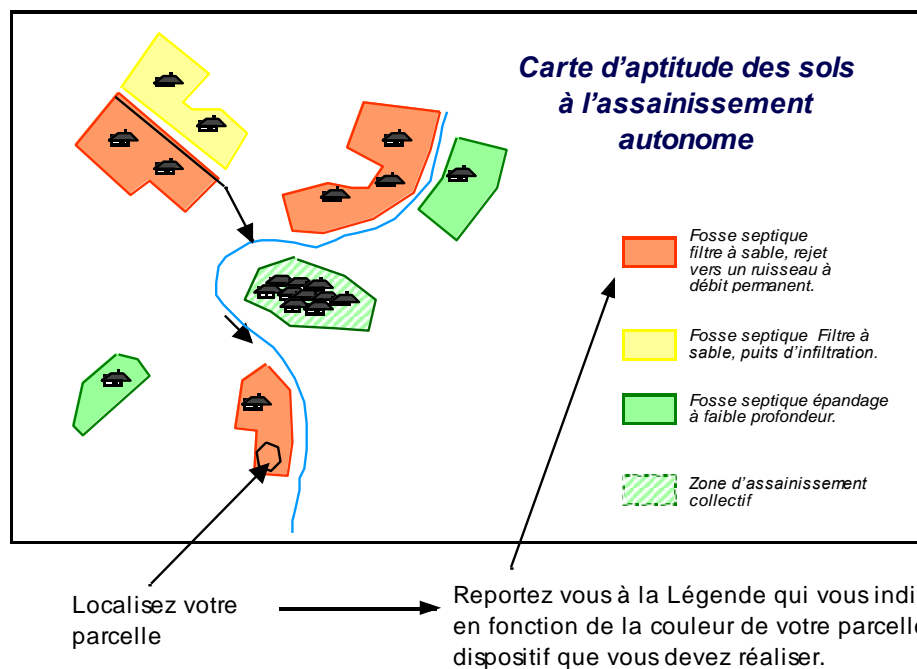 Carte d'aptitude des sols
à l'assainissement
autonome
Fosse septique
filtre à sable, rejet
vers un ruisseau à
débit permanent.
Fosse septique Filtre à
sable, puits d'infiltration.
Fosse septique épandage
à faible profondeur.
Zone d'assainissement
collectif
Localisez votre
parcelle
Reportez vous à la Légende qui vous indi
en fonction de la couleur de votre parcelle
dispositif que vous devez réaliser.